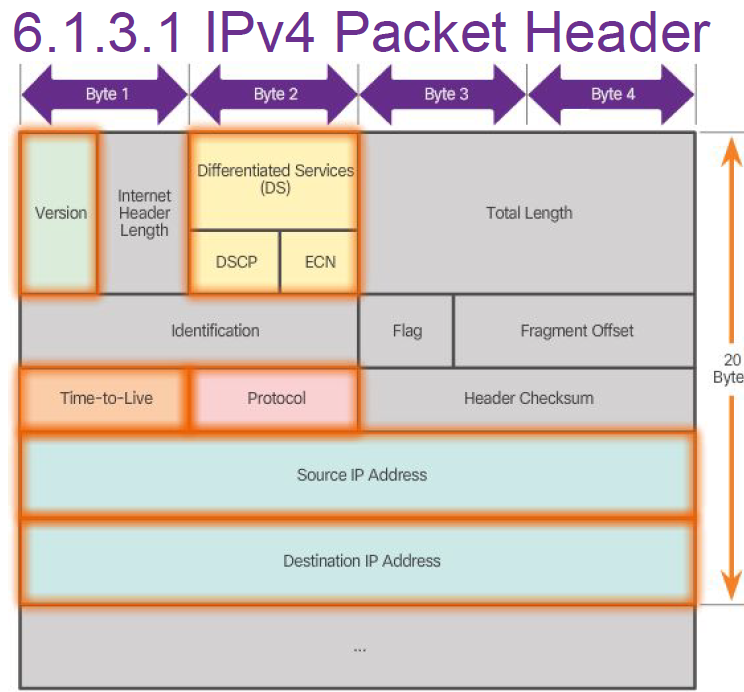 6.1.3.1 IPv4 Packet Header
Byte 1
Byte 2
Byte 3
Byte 4
Version
Internet
Header
Length
Differentiated Services
(DS)
DSCP
ECN
Total Length
Identification
Flag
Fragment Offset
Time-to-Live
Protocol
Header Checksum
Source IP Address
Destination IP Address
...
20
Byte